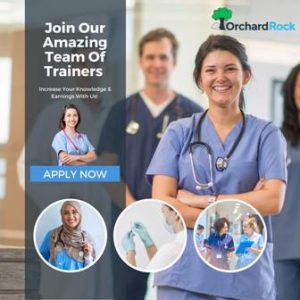 Join Our
Amazing
Team Of
Trainers
Increase Your Knowledge &
Earnings With Us!
APPLY NOW
OrchardRock